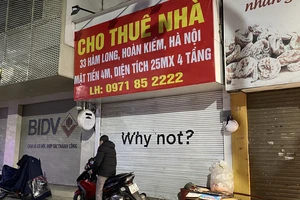 CHO THUÊ NHÀ
33 HÀM LONG, HOÀN KIẾM, HÀ NỘI
MẶT TIỀN 4M, DIỆN TÍCH 25MX 4 TẦNG
LH: 0971 85 2222
BIDV
Why not?